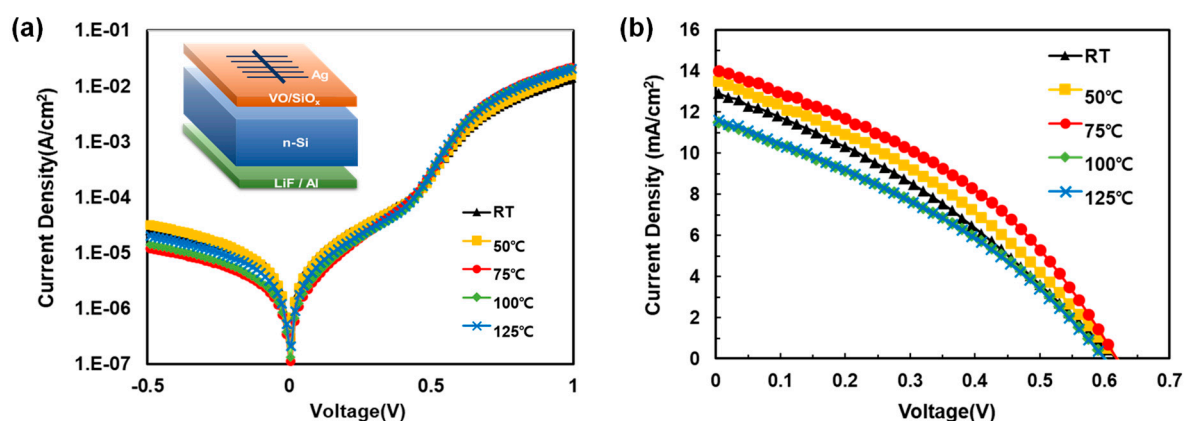 (a)
Current Density(A/cm²)
1.E-01
1.E-02
1.E-03
1.E-04
1.E-05
1.E-06
1.E-07
-0.5
0
0.5
1
Voltage(V)
Ag
VO/SiOₓ
n-Si
LiF / Al
RT
50℃
75℃
100℃
125℃
(b)
Current Density (mA/cm²)
16
14
12
10
8
6
4
2
0
0
0.1
0.2
0.3
0.4
0.5
0.6
0.7
Voltage(V)
RT
50℃
75℃
100℃
125℃